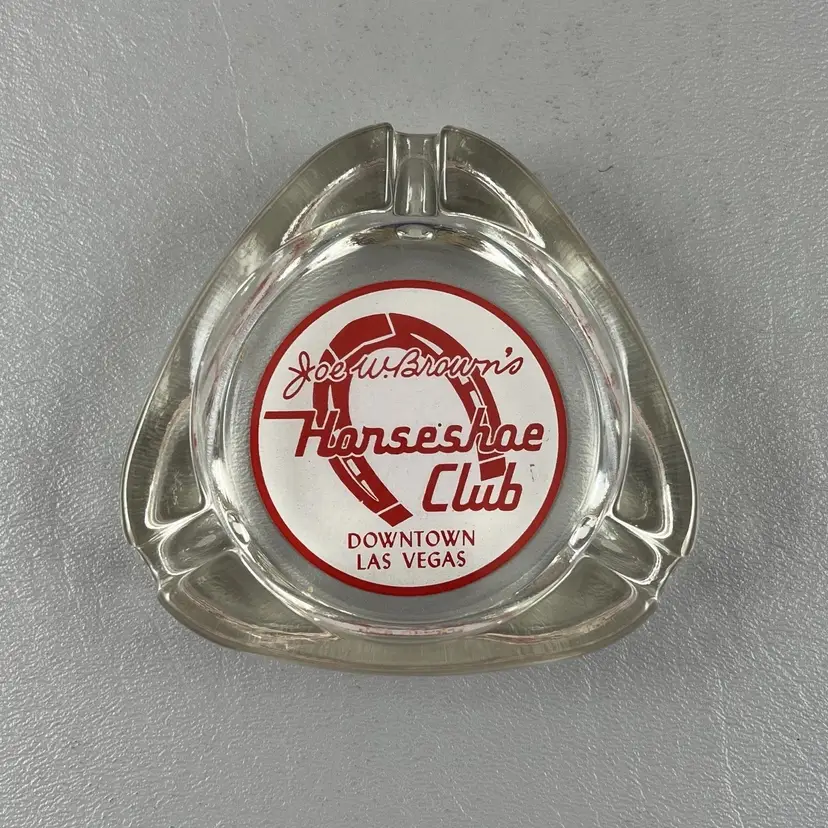 Joe W. Brown's
Horseshoe
Club
DOWNTOWN
LAS VEGAS